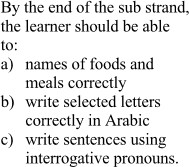 By the end of the sub strand,
the learner should be able
to:
a) names of foods and
meals correctly
b) write selected letters
correctly in Arabic
c) write sentences using
interrogative pronouns.